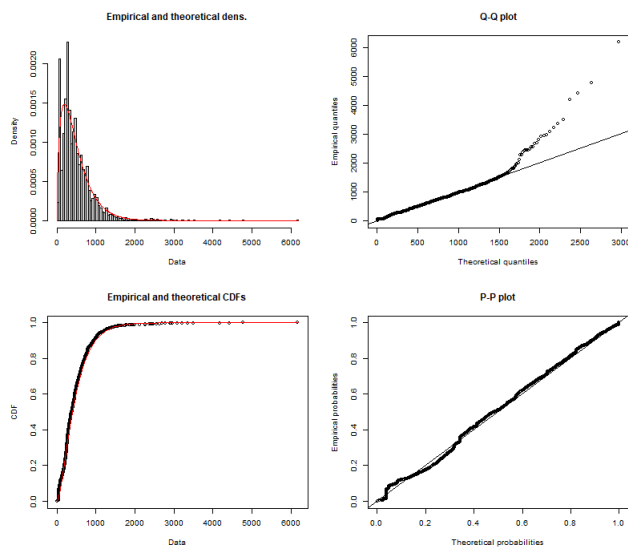 Empirical and theoretical dens.
Density
0.0000 0.0005 0.0010 0.0015 0.0020
0 1000 2000 3000 4000 5000 6000
Data
Q-Q plot
Empirical quantiles
0 1000 2000 3000 4000 5000 6000
0 500 1000 1500 2000 2500 3000
Theoretical quantiles
Empirical and theoretical CDFs
CDF
0.0 0.2 0.4 0.6 0.8 1.0
0 1000 2000 3000 4000 5000 6000
Data
P-P plot
Empirical probabilities
0.0 0.2 0.4 0.6 0.8 1.0
0.0 0.2 0.4 0.6 0.8 1.0
Theoretical probabilities